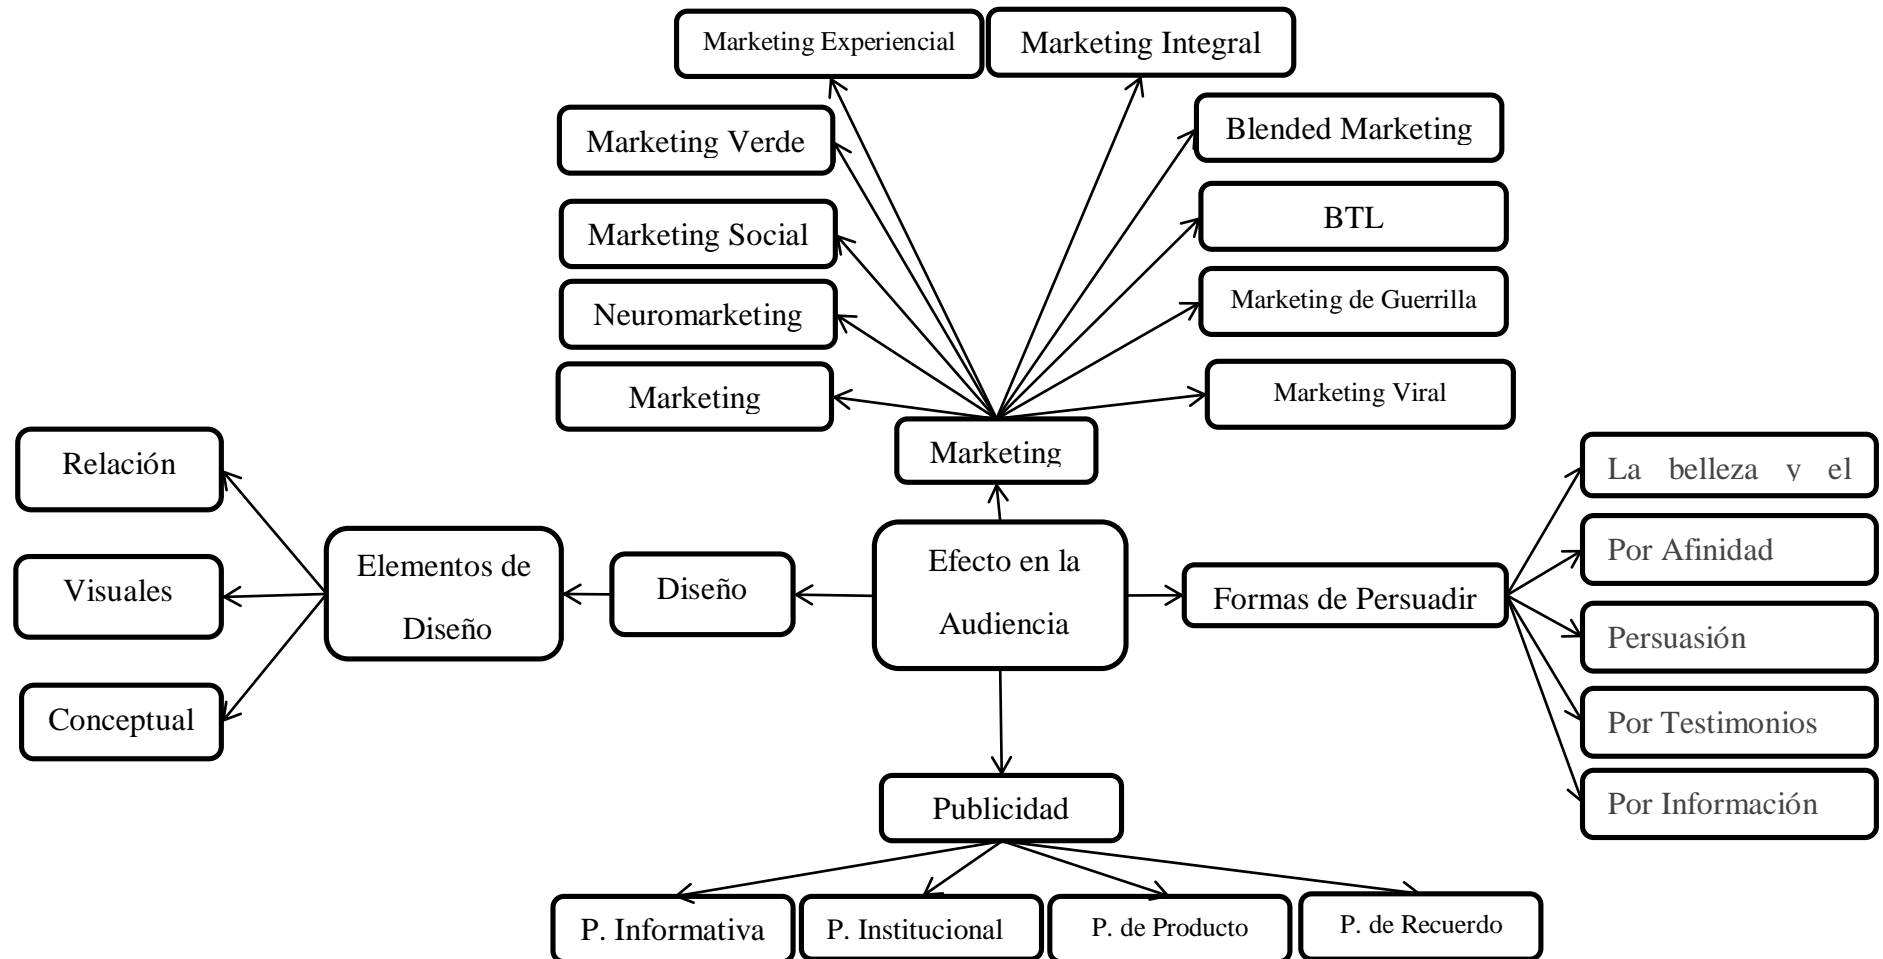 Marketing Experiencial
Marketing Integral
Marketing Verde
Blended Marketing
Marketing Social
BTL
Neuromarketing
Marketing de Guerrilla
Marketing
Marketing Viral
Marketing
Relación
Visuales
Conceptual
Elementos de
Diseño
Diseño
Efecto en la
Audiencia
Formas de Persuadir
La belleza y el
Por Afinidad
Persuasión
Por Testimonios
Por Información
Publicidad
P. Informativa
P. Institucional
P. de Producto
P. de Recuerdo